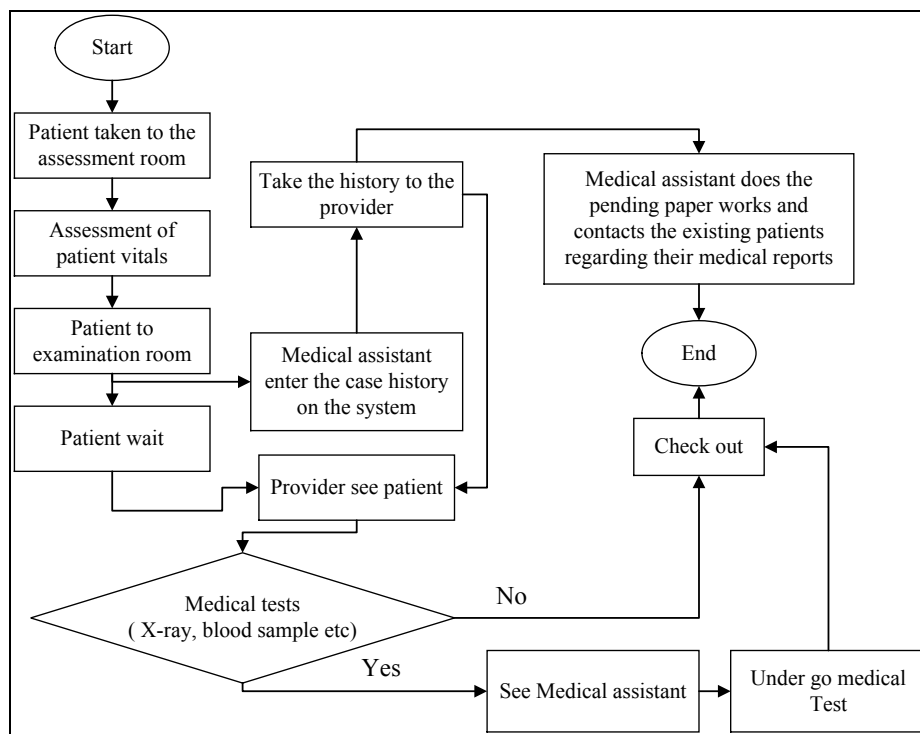 Start
Patient taken to the
assessment room
Assessment of
patient vitals
Patient to
examination room
Patient wait
Take the history to the
provider
Medical assistant
enter the case history
on the system
Provider see patient
Medical assistant does the
pending paper works and
contacts the existing patients
regarding their medical reports
End
Check out
Medical tests
( X-ray, blood sample etc)
No
Yes
See Medical assistant
Under go medical
Test